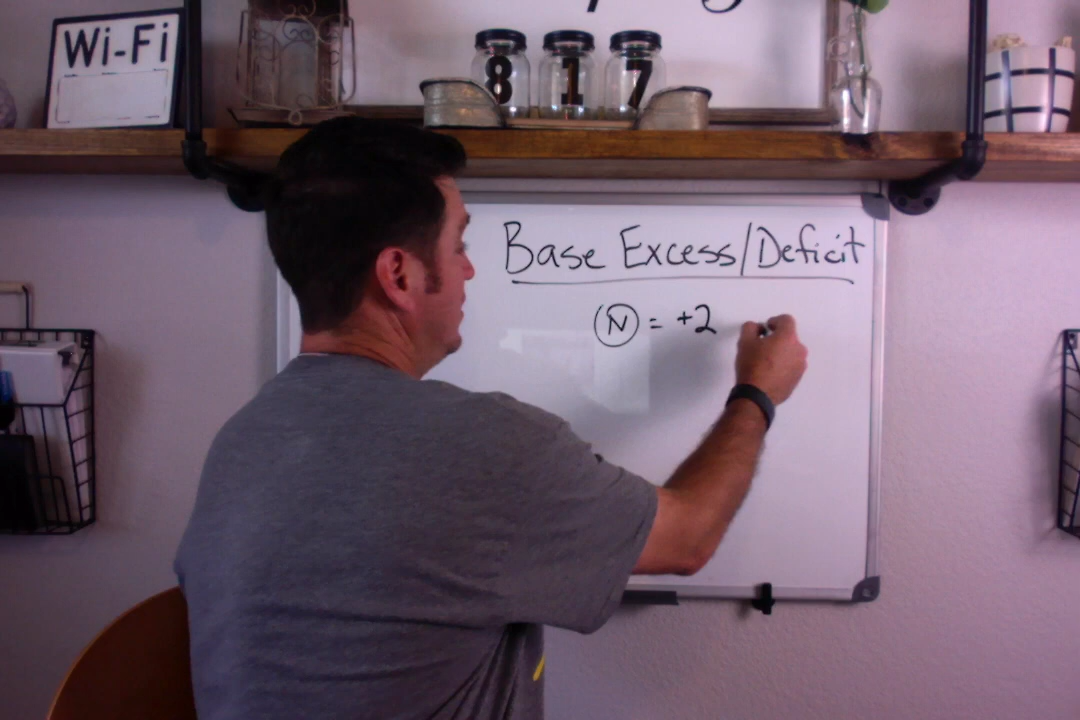 Wi-Fi
8 1 7
Base Excess/Deficit
N = +2